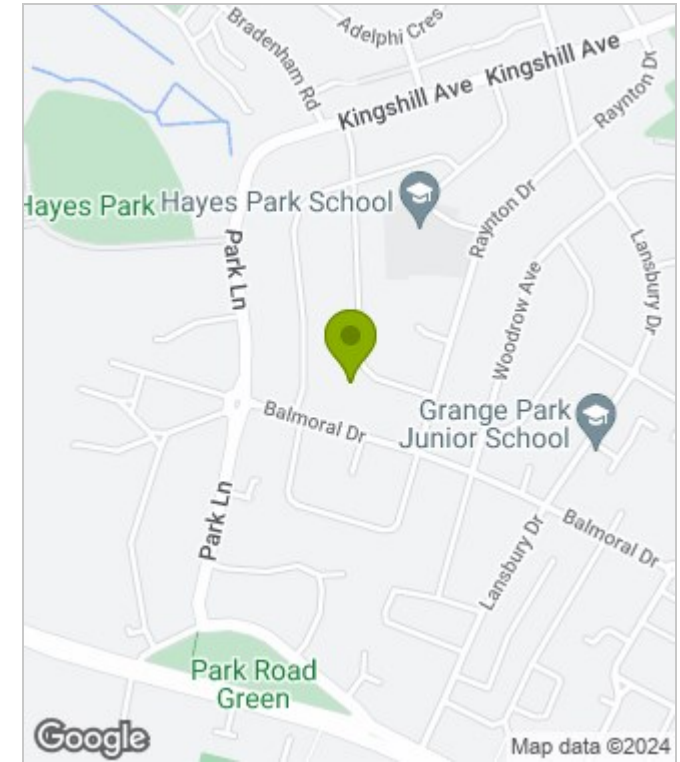 Bradenham Rd
Adelphi Cres
Kingshill Ave
Kingshill Ave
Raynton Dr
Hayes Park
Hayes Park School
Raynton Dr
Park Ln
Woodrow Ave
Lansbury Dr
Balmoral Dr
Grange Park
Junior School
Park Ln
Lansbury Dr
Balmoral Dr
Park Road
Green
Google
Map data ©2024